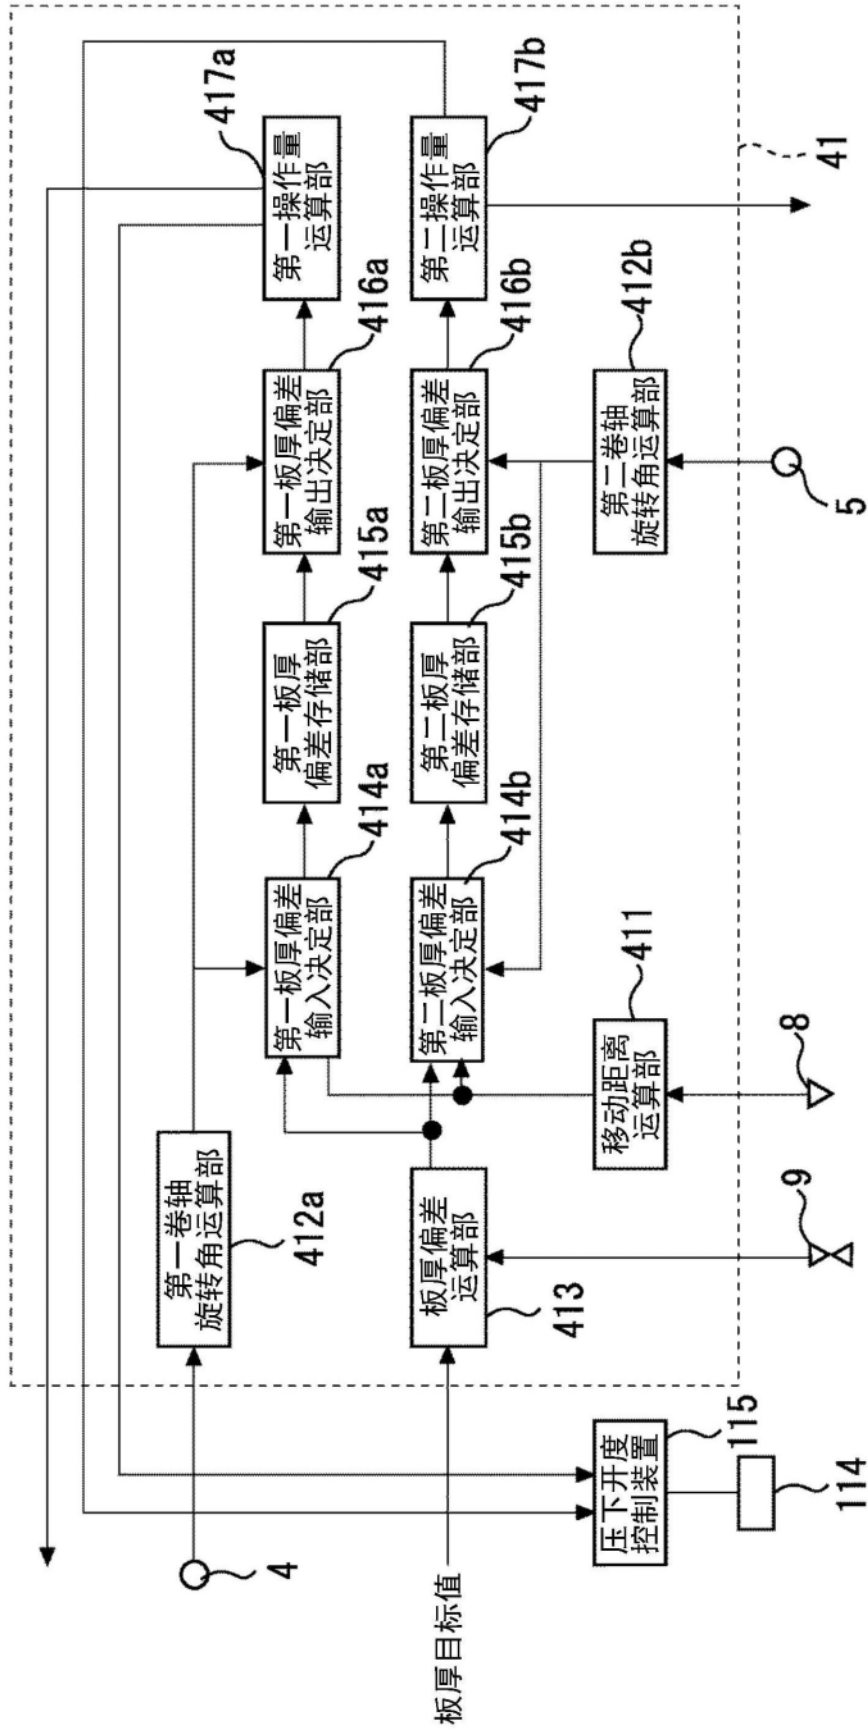 417a
第一操作量
运算部
417b
第二操作量
运算部
41
416a
第一板厚偏差
输出决定部
416b
第二板厚偏差
输出决定部
412b
第二卷轴
旋转角运算部
5
415a
第一板厚
偏差存储部
415b
第二板厚
偏差存储部
414a
第一板厚偏差
输入决定部
414b
第二板厚偏差
输入决定部
411
移动距离
运算部
8
第一卷轴
旋转角运算部
412a
板厚偏差
运算部
413
9
4
板厚目标值
压下开度
控制装置
115
114